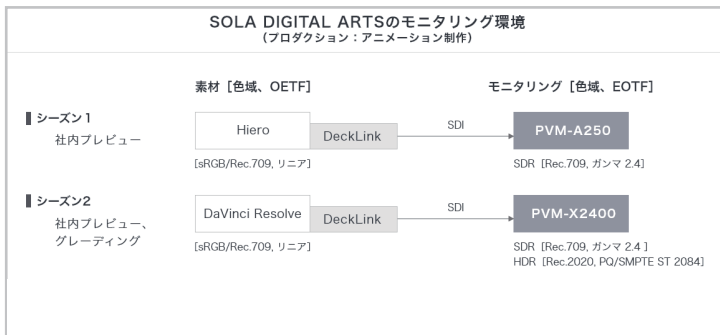 SOLA DIGITAL ARTSのモニタリング環境
（プロダクション：アニメーション制作）
素材［色域、OETF］
モニタリング［色域、EOTF］
シーズン1
社内プレビュー
Hiero
DeckLink
SDI
PVM-A250
[sRGB/Rec.709, リニア]
SDR［Rec.709, ガンマ 2.4］
シーズン2
社内プレビュー、
グレーディング
DaVinci Resolve
DeckLink
SDI
PVM-X2400
[sRGB/Rec.709, リニア]
SDR［Rec.709, ガンマ 2.4 ］
HDR［Rec.2020, PQ/SMPTE ST 2084］